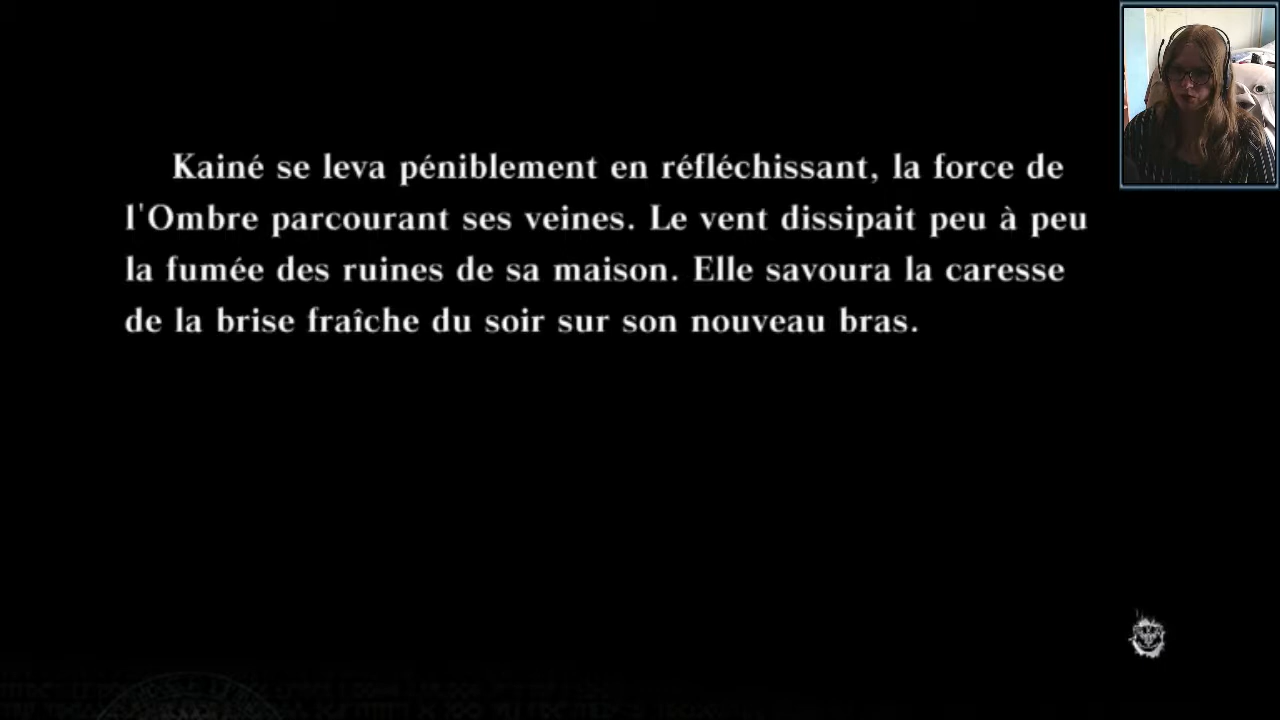 Kainé se leva péniblement en réfléchissant, la force de
l'Ombre parcourant ses veines. Le vent dissipait peu à peu
la fumée des ruines de sa maison. Elle savoura la caresse
de la brise fraîche du soir sur son nouveau bras.